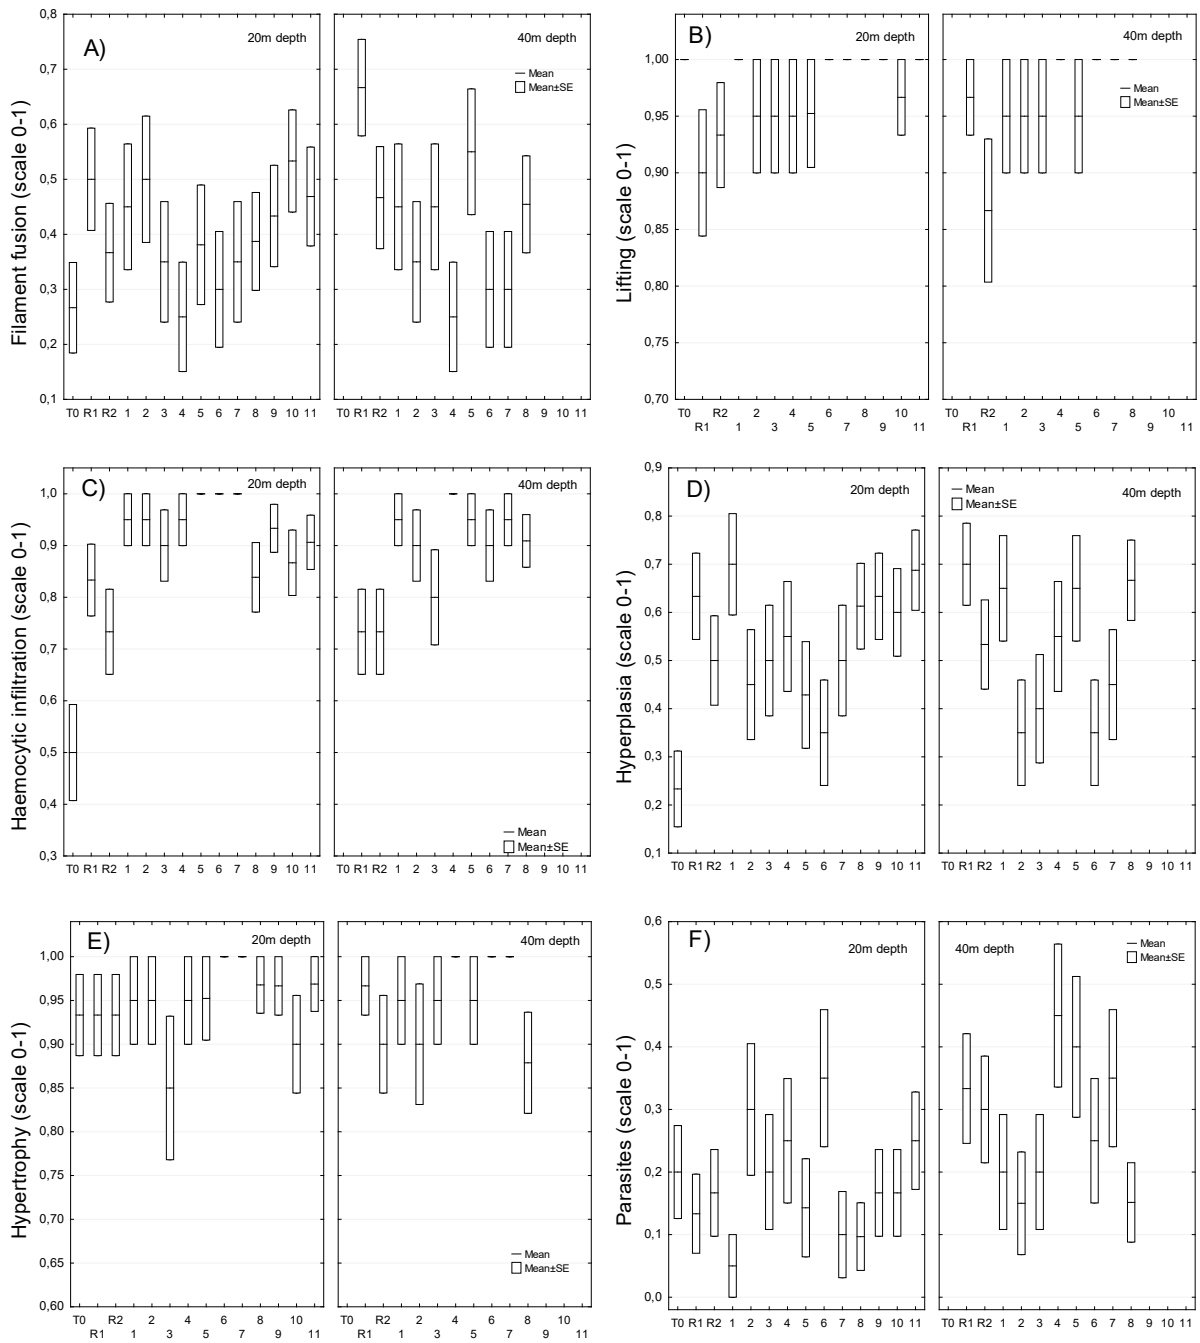 A)
20m depth
40m depth
Mean
Mean±SE
Filament fusion (scale 0-1)
0,8
0,7
0,6
0,5
0,4
0,3
0,2
0,1
T0 R1 R2 1 2 3 4 5 6 7 8 9 10 11
T0 R1 R2 1 2 3 4 5 6 7 8 9 10 11
B)
20m depth
40m depth
Mean
Mean±SE
Lifting (scale 0-1)
1,00
0,95
0,90
0,85
0,80
0,75
0,70
T0 R2 2 3 4 5 6 7 8 9 10 11
R1 1
T0 R1 R2 1 2 3 4 5 6 7 8 9 10 11
C)
20m depth
40m depth
Haemocytic infiltration (scale 0-1)
1,0
0,9
0,8
0,7
0,6
0,5
0,4
0,3
Mean
Mean±SE
T0 R1 R2 1 2 3 4 5 6 7 8 9 10 11
T0 R1 R2 1 2 3 4 5 6 7 8 9 10 11
D)
20m depth
Mean
Mean±SE
40m depth
Hyperplasia (scale 0-1)
0,9
0,8
0,7
0,6
0,5
0,4
0,3
0,2
0,1
T0 R1 R2 1 2 3 4 5 6 7 8 9 10 11
T0 R1 R2 1 2 3 4 5 6 7 8 9 10 11
E)
20m depth
40m depth
Hypertrophy (scale 0-1)
1,00
0,95
0,90
0,85
0,80
0,75
0,70
0,65
0,60
Mean
Mean±SE
T0 R2 2 4 6 8 10
R1 1 3 5 7 9 11
T0 R2 2 4 6 8 10
R1 1 3 5 7 9 11
F)
20m depth
40m depth
Mean
Mean±SE
Parasites (scale 0-1)
0,6
0,5
0,4
0,3
0,2
0,1
0,0
T0 R1 R2 1 2 3 4 5 6 7 8 9 10 11
T0 R1 R2 1 2 3 4 5 6 7 8 9 10 11